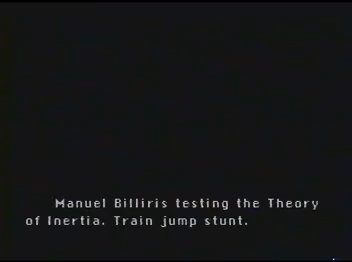 Manuel Billiris testing the Theory
of Inertia. Train jump stunt.